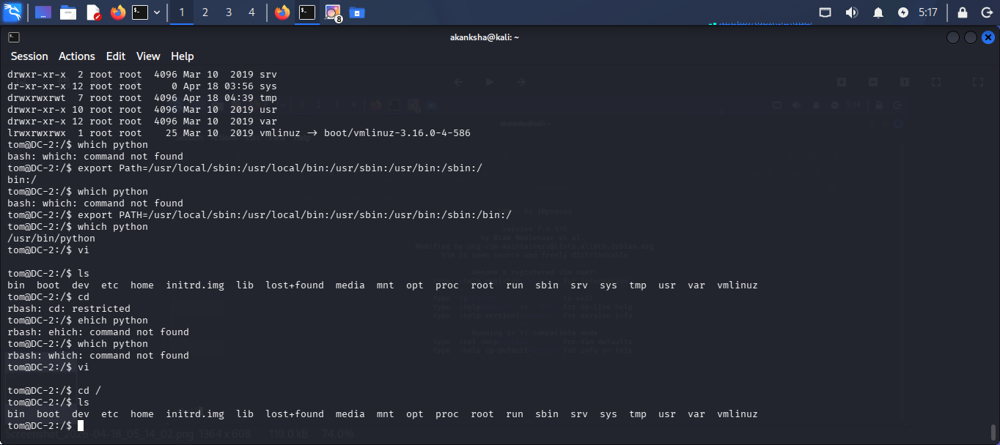 1 2 3 4 8 5:17
akanksha@kali: ~
Session Actions Edit View Help
drwxr-xr-x  2 root root  4096 Mar 10  2019 srv
dr-xr-xr-x 12 root root     0 Apr 18 03:56 sys
drwxrwxrwt  7 root root  4096 Apr 18 04:39 tmp
drwxr-xr-x 10 root root  4096 Mar 10  2019 usr
drwxr-xr-x 12 root root  4096 Mar 10  2019 var
lrwxrwxrwx  1 root root    25 Mar 10  2019 vmlinuz → boot/vmlinuz-3.16.0-4-586
tom@DC-2:/$ which python
bash: which: command not found
tom@DC-2:/$ export Path=/usr/local/sbin:/usr/local/bin:/usr/sbin:/usr/bin:/sbin:/
bin:/
tom@DC-2:/$ which python
bash: which: command not found
tom@DC-2:/$ export PATH=/usr/local/sbin:/usr/local/bin:/usr/sbin:/usr/bin:/sbin:/bin:/
tom@DC-2:/$ which python
/usr/bin/python
tom@DC-2:/$ vi
tom@DC-2:/$ ls
bin  boot  dev  etc  home  initrd.img  lib  lost+found  media  mnt  opt  proc  root  run  sbin  srv  sys  tmp  usr  var  vmlinuz
tom@DC-2:/$ cd
rbash: cd: restricted
tom@DC-2:/$ ehich python
rbash: ehich: command not found
tom@DC-2:/$ which python
rbash: which: command not found
tom@DC-2:/$ vi
tom@DC-2:/$ cd /
tom@DC-2:/$ ls
bin  boot  dev  etc  home  initrd.img  lib  lost+found  media  mnt  opt  proc  root  run  sbin  srv  sys  tmp  usr  var  vmlinuz
tom@DC-2:/$
Screenshot_2026-04-18_05_14_02.png 1364 x 608 119.0 kB 74.0%